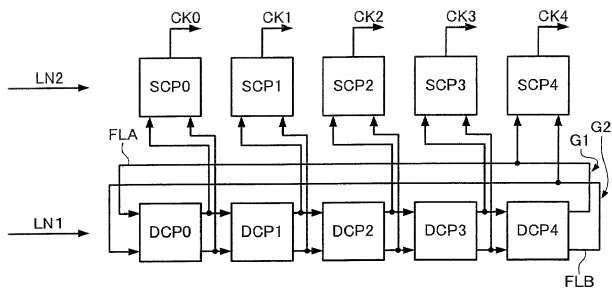 CK0 CK1 CK2 CK3 CK4
LN2 SCP0 SCP1 SCP2 SCP3 SCP4
FLA G1 G2
LN1 DCP0 DCP1 DCP2 DCP3 DCP4
FLB